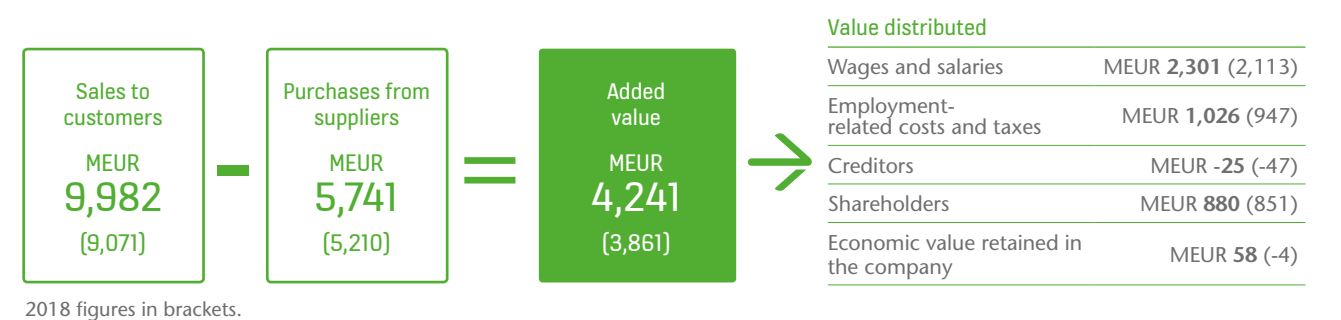 Sales to
customers
MEUR
9,982
(9,071)
-
Purchases from
suppliers
MEUR
5,741
(5,210)
=
Added
value
MEUR
4,241
(3,861)
Value distributed
Wages and salaries MEUR 2,301 (2,113)
Employment-
related costs and taxes MEUR 1,026 (947)
Creditors MEUR -25 (-47)
Shareholders MEUR 880 (851)
Economic value retained in
the company MEUR 58 (-4)
2018 figures in brackets.